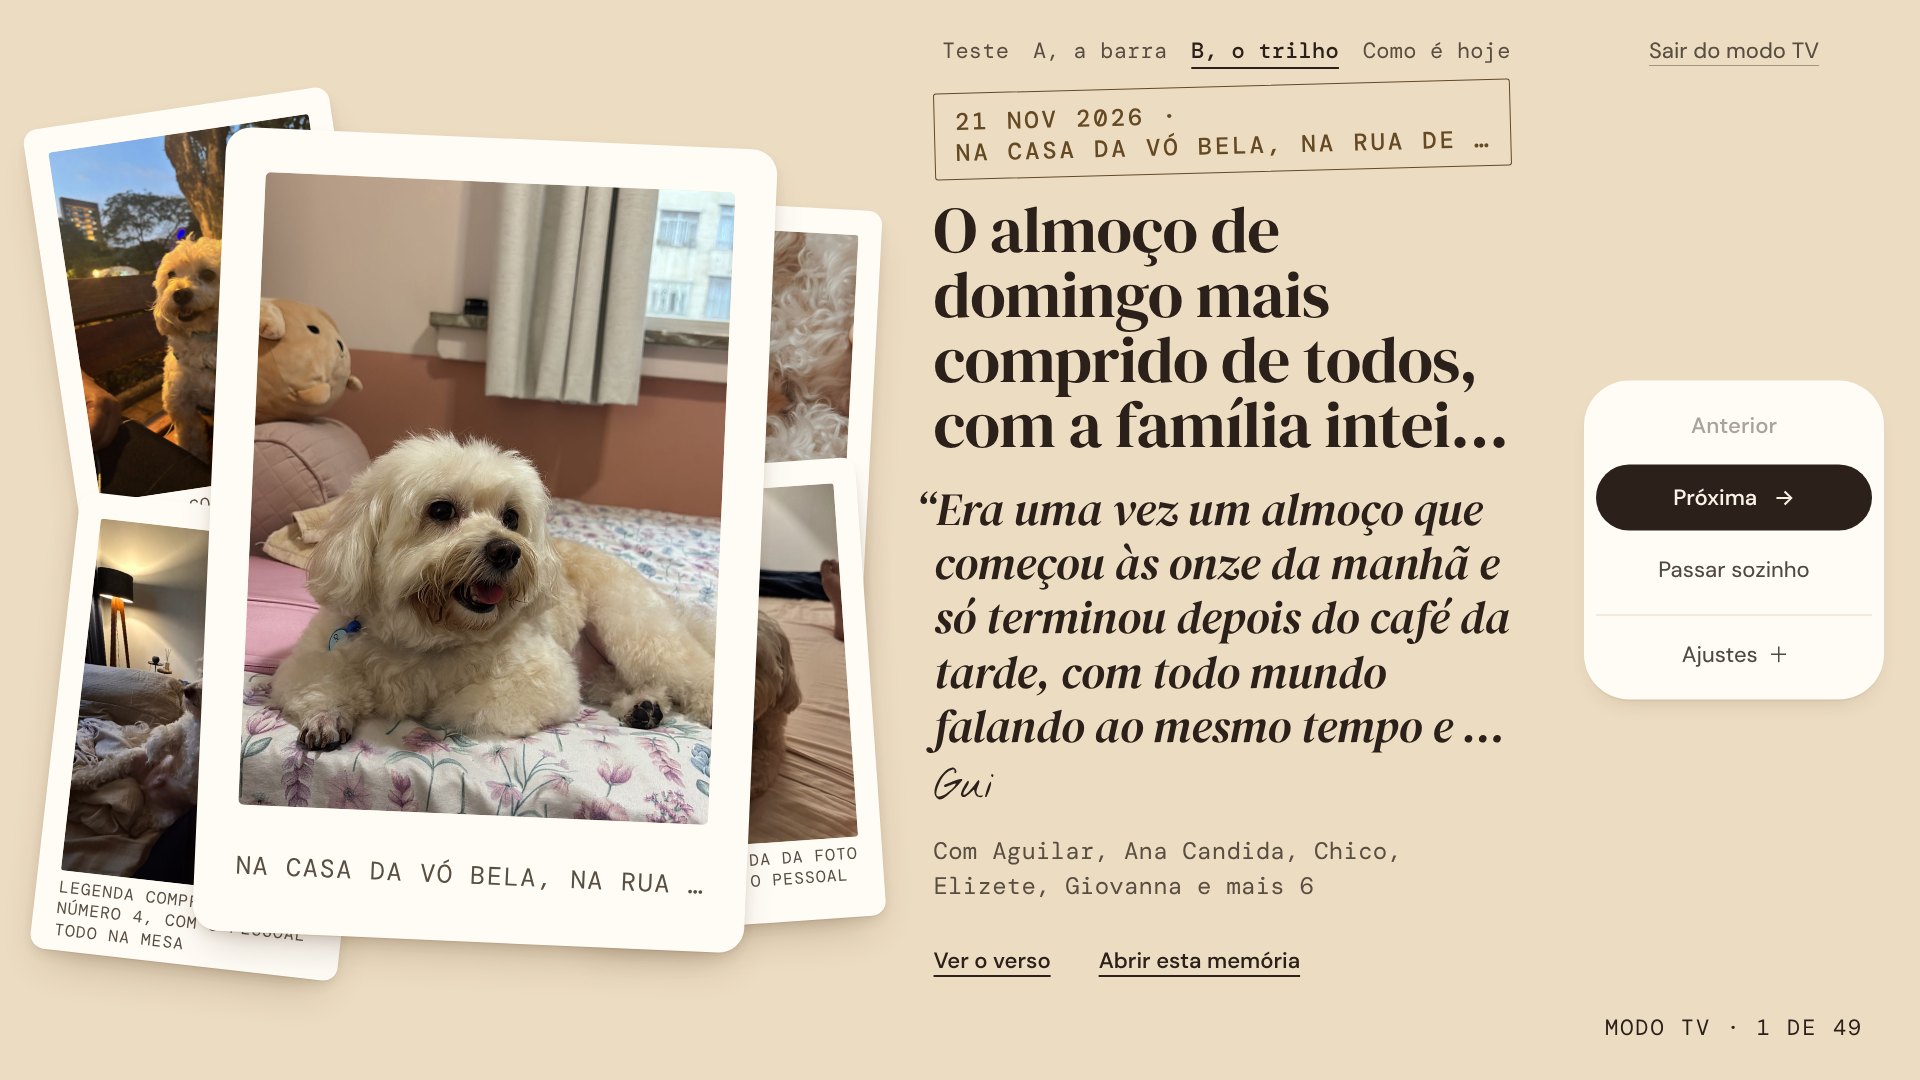 Teste A, a barra B, o trilho Como é hoje
Sair do modo TV
21 NOV 2026 ·
NA CASA DA VÓ BELA, NA RUA DE …
O almoço de
domingo mais
comprido de todos,
com a família intei…
“Era uma vez um almoço que
começou às onze da manhã e
só terminou depois do café da
tarde, com todo mundo
falando ao mesmo tempo e …
Gui
Com Aguilar, Ana Candida, Chico,
Elizete, Giovanna e mais 6
Ver o verso
Abrir esta memória
Anterior
Próxima →
Passar sozinho
Ajustes +
MODO TV · 1 DE 49
NA CASA DA VÓ BELA, NA RUA …
LEGENDA
NÚMERO 4, COM PESSOAL
TODO NA MESA
DA FOTO
O PESSOAL